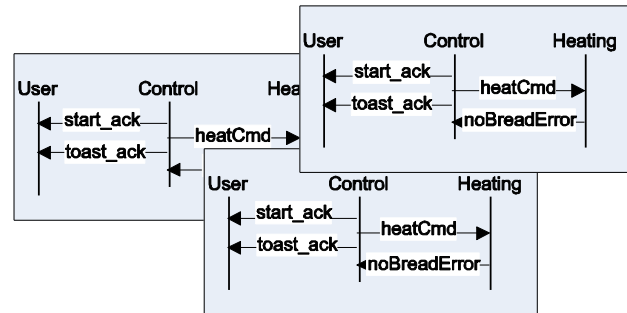 User Control Heating
start_ack
heatCmd
toast_ack
noBreadError
User Control Hea
start_ack
heatCmd
toast_ack
User Control Heating
start_ack
heatCmd
toast_ack
noBreadError